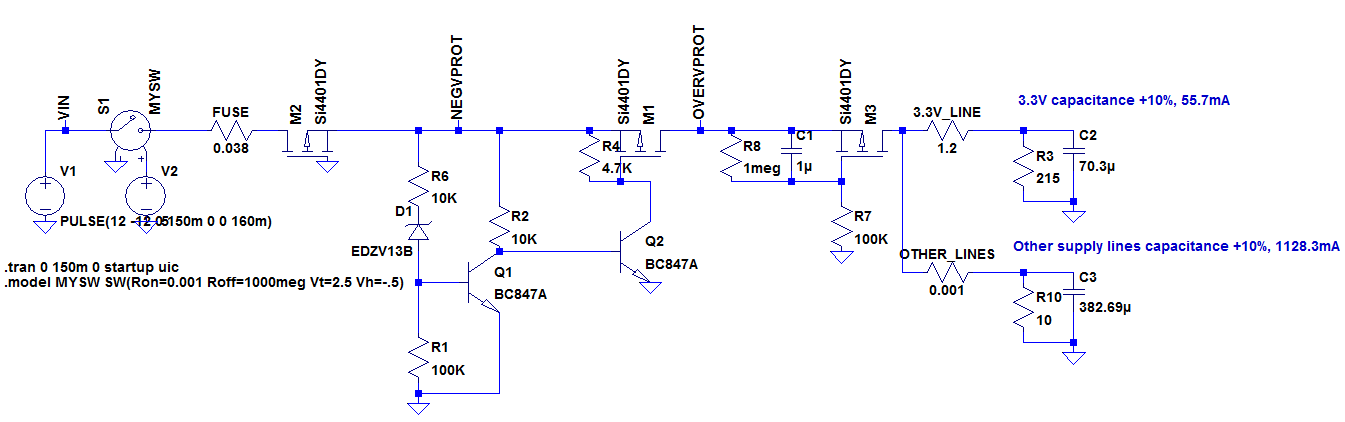 VIN
S1
MYSW
FUSE
0.038
M2
Si4401DY
NEGVPROT
Si4401DY
M1
OVERVPROT
Si4401DY
M3
3.3V_LINE
1.2
3.3V capacitance +10%, 55.7mA
C2
70.3µ
R3
215
V1
V2
PULSE(12 -12 0 5 150m 0 0 160m)
R6
10K
D1
EDZV13B
R2
10K
R4
4.7K
R8
1meg
C1
1µ
R7
100K
Q1
BC847A
Q2
BC847A
R1
100K
OTHER_LINES
0.001
Other supply lines capacitance +10%, 1128.3mA
R10
10
C3
382.69µ
.tran 0 150m 0 startup uic
.model MYSW SW(Ron=0.001 Roff=1000meg Vt=2.5 Vh=-.5)